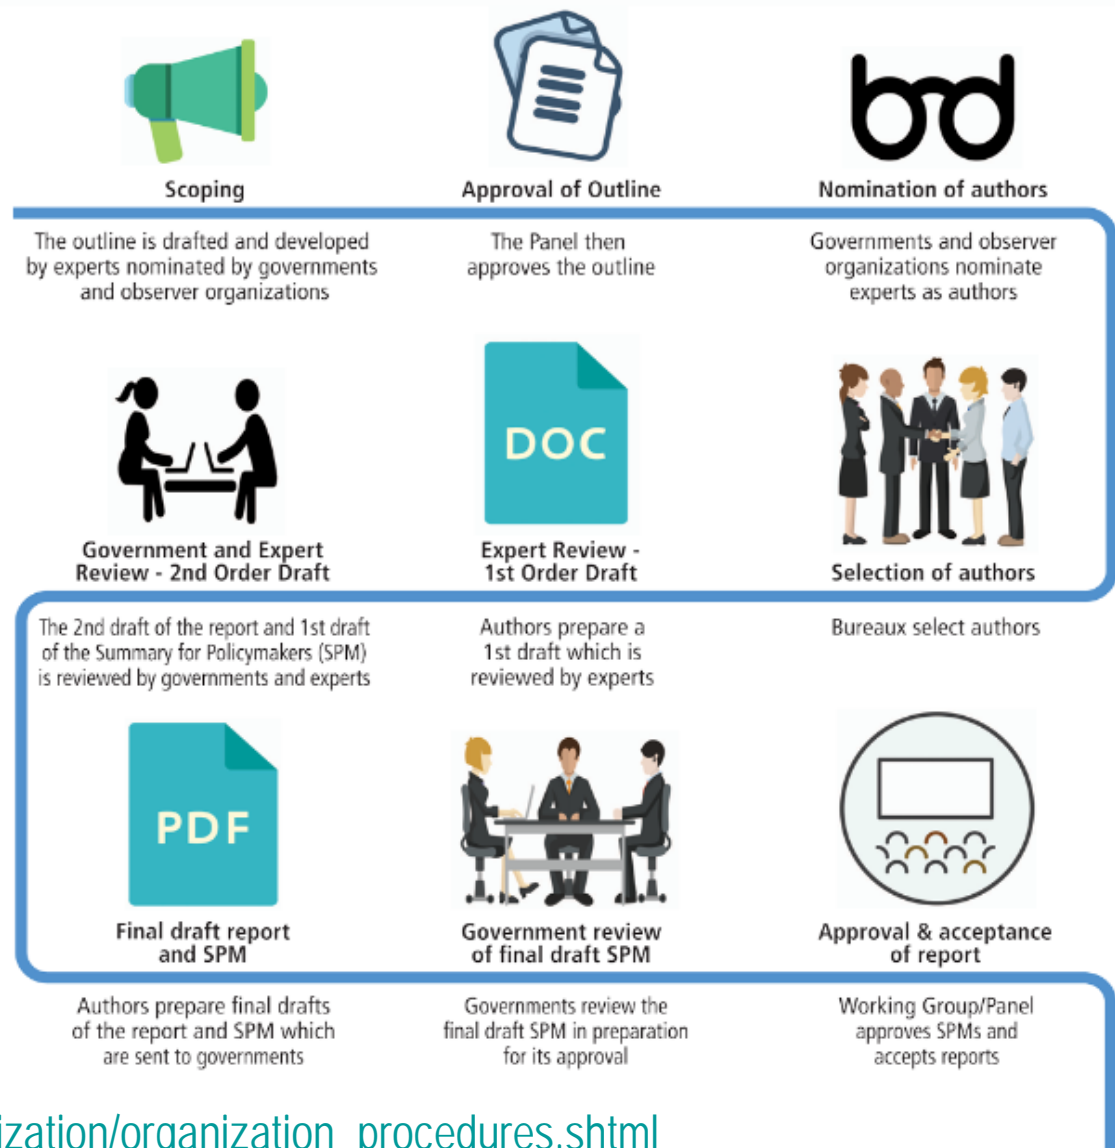 Scoping
The outline is drafted and developed
by experts nominated by governments
and observer organizations
Approval of Outline
The Panel then
approves the outline
Nomination of authors
Governments and observer
organizations nominate
experts as authors
Selection of authors
Bureaux select authors
DOC
Expert Review -
1st Order Draft
Authors prepare a
1st draft which is
reviewed by experts
Government and Expert
Review - 2nd Order Draft
The 2nd draft of the report and 1st draft
of the Summary for Policymakers (SPM)
is reviewed by governments and experts
PDF
Final draft report
and SPM
Authors prepare final drafts
of the report and SPM which
are sent to governments
Government review
of final draft SPM
Governments review the
final draft SPM in preparation
for its approval
Approval & acceptance
of report
Working Group/Panel
approves SPMs and
accepts reports
ization/organization_procedures.shtml